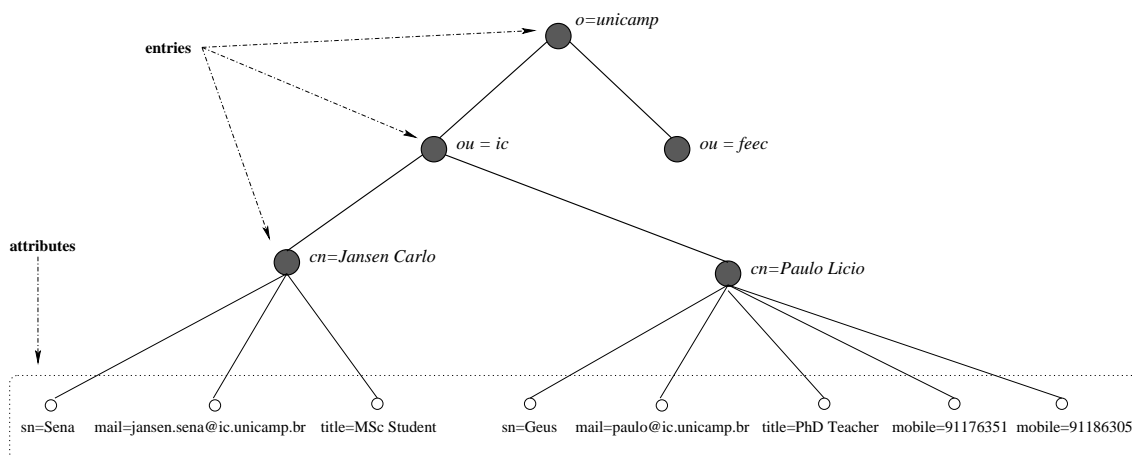 o=unicamp
entries
ou = ic
ou = feec
attributes
cn=Jansen Carlo
cn=Paulo Licio
sn=Sena
mail=jansen.sena@ic.unicamp.br
title=MSc Student
sn=Geus
mail=paulo@ic.unicamp.br
title=PhD Teacher
mobile=91176351
mobile=91186305